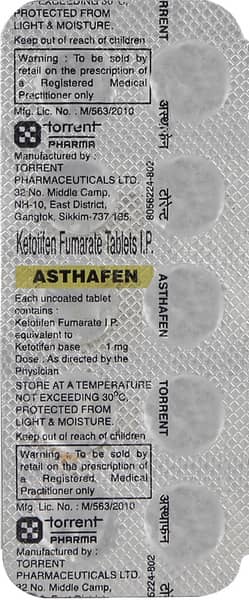 EXCEEDING 30°C,
PROTECTED FROM
LIGHT & MOISTURE.
Keep out of reach of children
Warning : To be sold by
retail on the prescription of
a Registered Medical
Practitioner only
Mfg. Lic. No. : M/563/2010
torrent
PHARMA
Manufactured by :
TORRENT
PHARMACEUTICALS LTD.
32 No. Middle Camp,
NH-10, East District,
Gangtok, Sikkim-737 135.
Ketotifen Fumarate Tablets I.P.
ASTHAFEN
Each uncoated tablet
contains :
Ketotifen Fumarate I.P.
equivalent to
Ketotifen base 1 mg
Dose : As directed by the
Physician
STORE AT A TEMPERATURE
NOT EXCEEDING 30°C,
PROTECTED FROM
LIGHT & MOISTURE.
Keep out of reach of children
Warning : To be sold by
retail on the prescription of
a Registered Medical
Practitioner only
Mfg. Lic. No. : M/563/2010
torrent
PHARMA
Manufactured by :
TORRENT
PHARMACEUTICALS LTD.
32 No. Middle Camp,
TORRENT
अस्थाफेन
टोरेंट
8056224-802
ASTHAFEN
TORRENT
अस्थाफेन
टोरेंट
6224-802